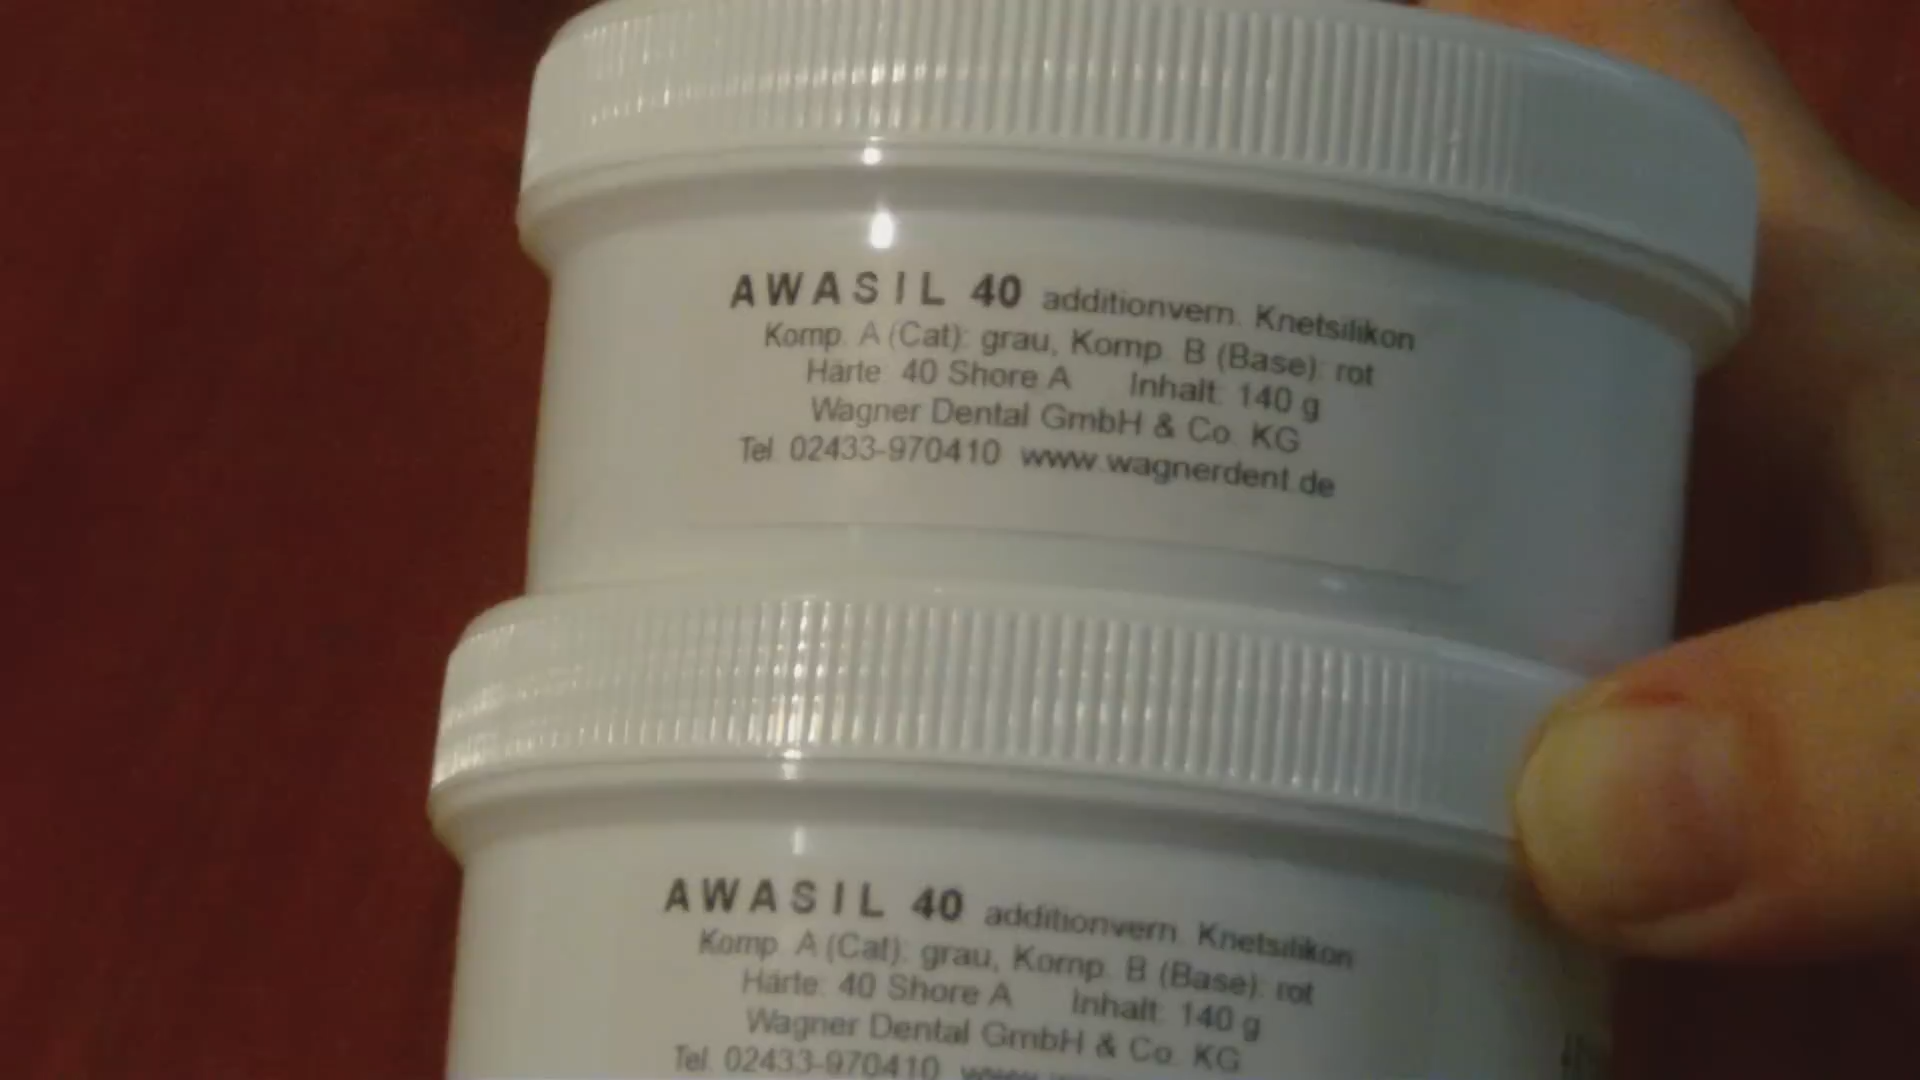 AWASIL 40 additionvern. Knetsilikon
Komp. A (Cat): grau, Komp. B (Base): rot
Härte: 40 Shore A Inhalt: 140 g
Wagner Dental GmbH & Co. KG
Tel. 02433-970410 www.wagnerdent.de
AWASIL 40 additionvern. Knetsilikon
Komp. A (Cat): grau, Komp. B (Base): rot
Härte: 40 Shore A Inhalt: 140 g
Wagner Dental GmbH & Co. KG
Tel. 02433-970410